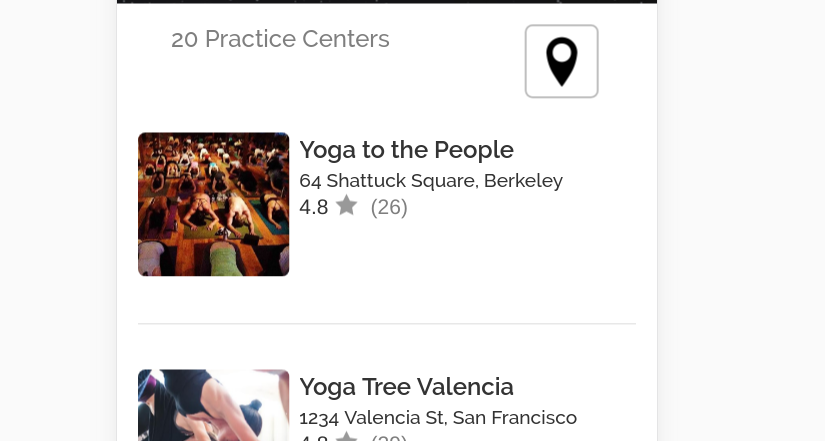 20 Practice Centers
Yoga to the People
64 Shattuck Square, Berkeley
4.8 (26)
Yoga Tree Valencia
1234 Valencia St, San Francisco